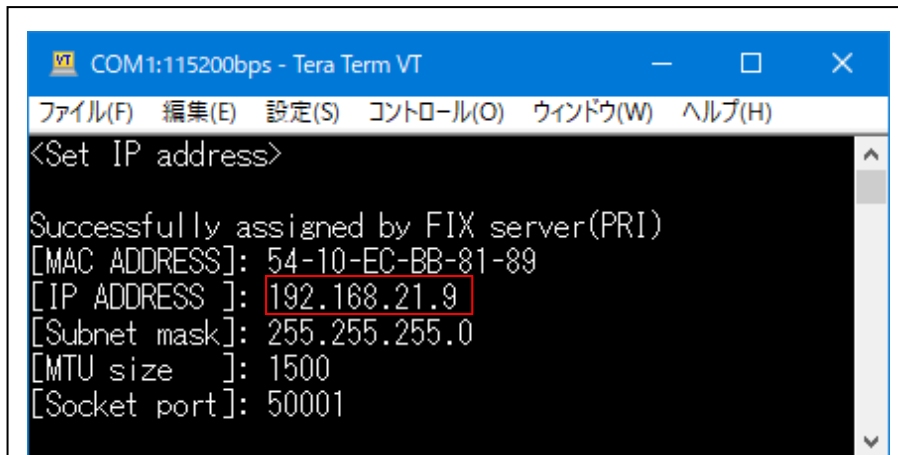 COM1:115200bps - Tera Term VT
ファイル(F) 編集(E) 設定(S) コントロール(O) ウィンドウ(W) ヘルプ(H)
<Set IP address>
Successfully assigned by FIX server(PRI)
[MAC ADDRESS]: 54-10-EC-BB-81-89
[IP ADDRESS ]: 192.168.21.9
[Subnet mask]: 255.255.255.0
[MTU size   ]: 1500
[Socket port]: 50001